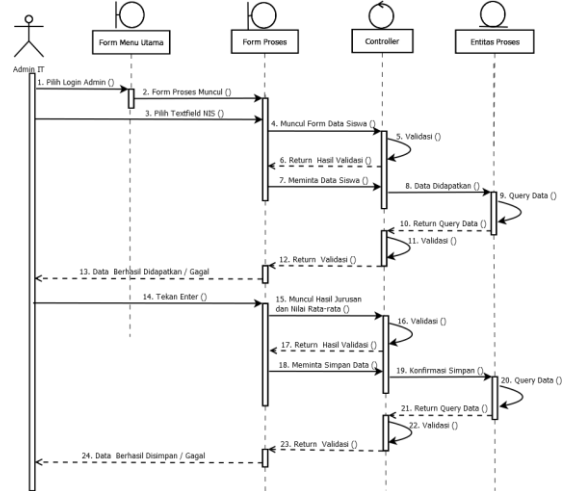 Form Menu Utama
Form Proses
Controller
Entitas Proses
Admin IT
1. Pilih Login Admin ()
2. Form Proses Muncul ()
3. Pilih Textfield NIS ()
4. Muncul Form Data Siswa ()
5. Validasi ()
6. Return Hasil Validasi ()
7. Meminta Data Siswa ()
8. Data Didapatkan ()
9. Query Data ()
10. Return Query Data ()
11. Validasi ()
12. Return Validasi ()
13. Data Berhasil Didapatkan / Gagal
14. Tekan Enter ()
15. Muncul Hasil Jurusan
dan Nilai Rata-rata ()
16. Validasi ()
17. Return Hasil Validasi ()
18. Meminta Simpan Data ()
19. Konfirmasi Simpan ()
20. Query Data ()
21. Return Query Data ()
22. Validasi ()
23. Return Validasi ()
24. Data Berhasil Disimpan / Gagal